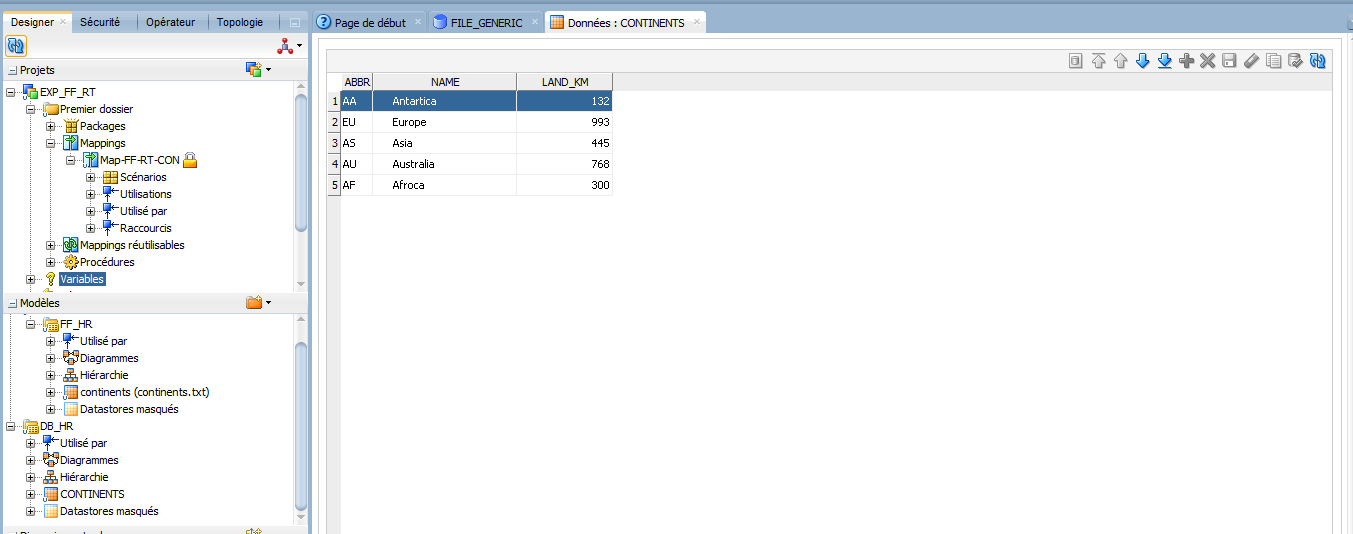 Designer Sécurité Opérateur Topologie
Page de début FILE_GENERIC Données : CONTINENTS
Projets
EXP_FF_RT
Premier dossier
Packages
Mappings
Map-FF-RT-CON
Scénarios
Utilisations
Utilisé par
Raccourcis
Mappings réutilisables
Procédures
Variables
Modèles
FF_HR
Utilisé par
Diagrammes
Hiérarchie
continents (continents.txt)
Datastores masqués
DB_HR
Utilisé par
Diagrammes
Hiérarchie
CONTINENTS
Datastores masqués
ABBR NAME LAND_KM
1 AA Antartica 132
2 EU Europe 993
3 AS Asia 445
4 AU Australia 768
5 AF Afroca 300